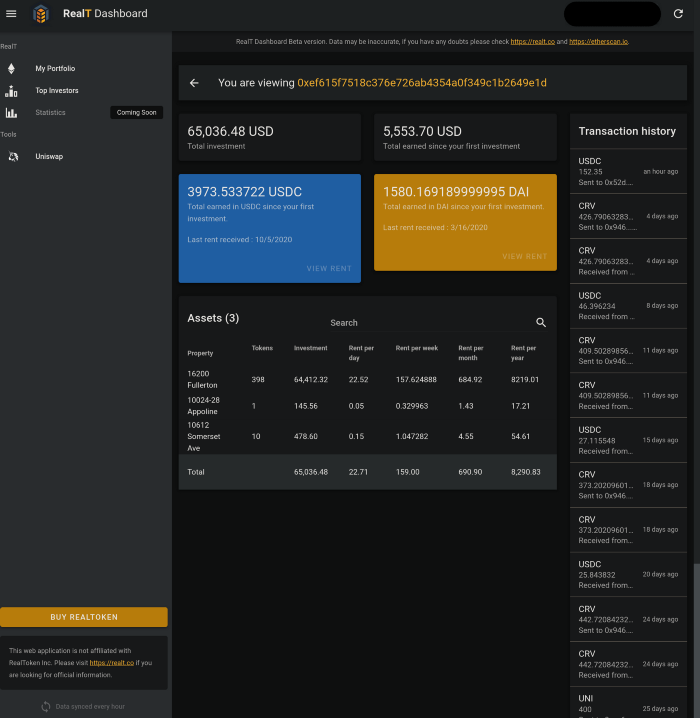 RealT Dashboard
RealT
My Portfolio
Top Investors
Statistics
Coming Soon
Tools
Uniswap
BUY REALTOKEN
This web application is not affiliated with
RealToken Inc. Please visit https://realt.co if you
are looking for official information.
Data synced every hour
RealT Dashboard Beta version. Data may be inaccurate, if you have any doubts please check https://realt.co and https://etherscan.io.
You are viewing 0xef615f7518c376e726ab4354a0f349c1b2649e1d
65,036.48 USD
Total investment
5,553.70 USD
Total earned since your first investment
3973.533722 USDC
Total earned in USDC since your first
investment.
Last rent received : 10/5/2020
VIEW RENT
1580.169189999995 DAI
Total earned in DAI since your first investment.
Last rent received : 3/16/2020
VIEW RENT
Assets (3)
Search
Property Tokens Investment Rent per day Rent per week Rent per month Rent per year
16200 Fullerton 398 64,412.32 22.52 157.624888 684.92 8219.01
10024-28 Appoline 1 145.56 0.05 0.329963 1.43 17.21
10612 Somerset Ave 10 478.60 0.15 1.047282 4.55 54.61
Total 65,036.48 22.71 159.00 690.90 8,290.83
Transaction history
USDC
152.35 an hour ago
Sent to 0x52d...
CRV
426.79063283... 4 days ago
Sent to 0x946......
CRV
426.79063283... 4 days ago
Received from ...
USDC
46.396234 8 days ago
Received from ...
CRV
409.50289856... 11 days ago
Sent to 0x946....
CRV
409.50289856... 11 days ago
Received from...
USDC
27.115548 15 days ago
Received from...
CRV
373.20209601... 18 days ago
Sent to 0x946....
CRV
373.20209601... 18 days ago
Received from...
USDC
25.843832 20 days ago
Received from...
CRV
442.72084232... 24 days ago
Sent to 0x946....
CRV
442.72084232... 24 days ago
Received from...
UNI
400 25 days ago